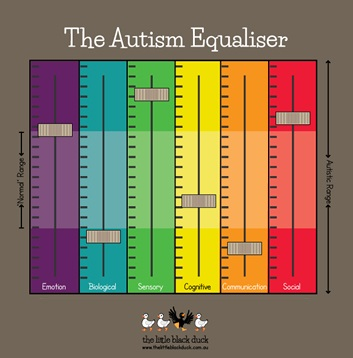 The Autism Equaliser
"Normal" Range
Autistic Range
Emotion
Biological
Sensory
Cognitive
Communication
Social
the little black duck
www.thelittleblackduck.com.au